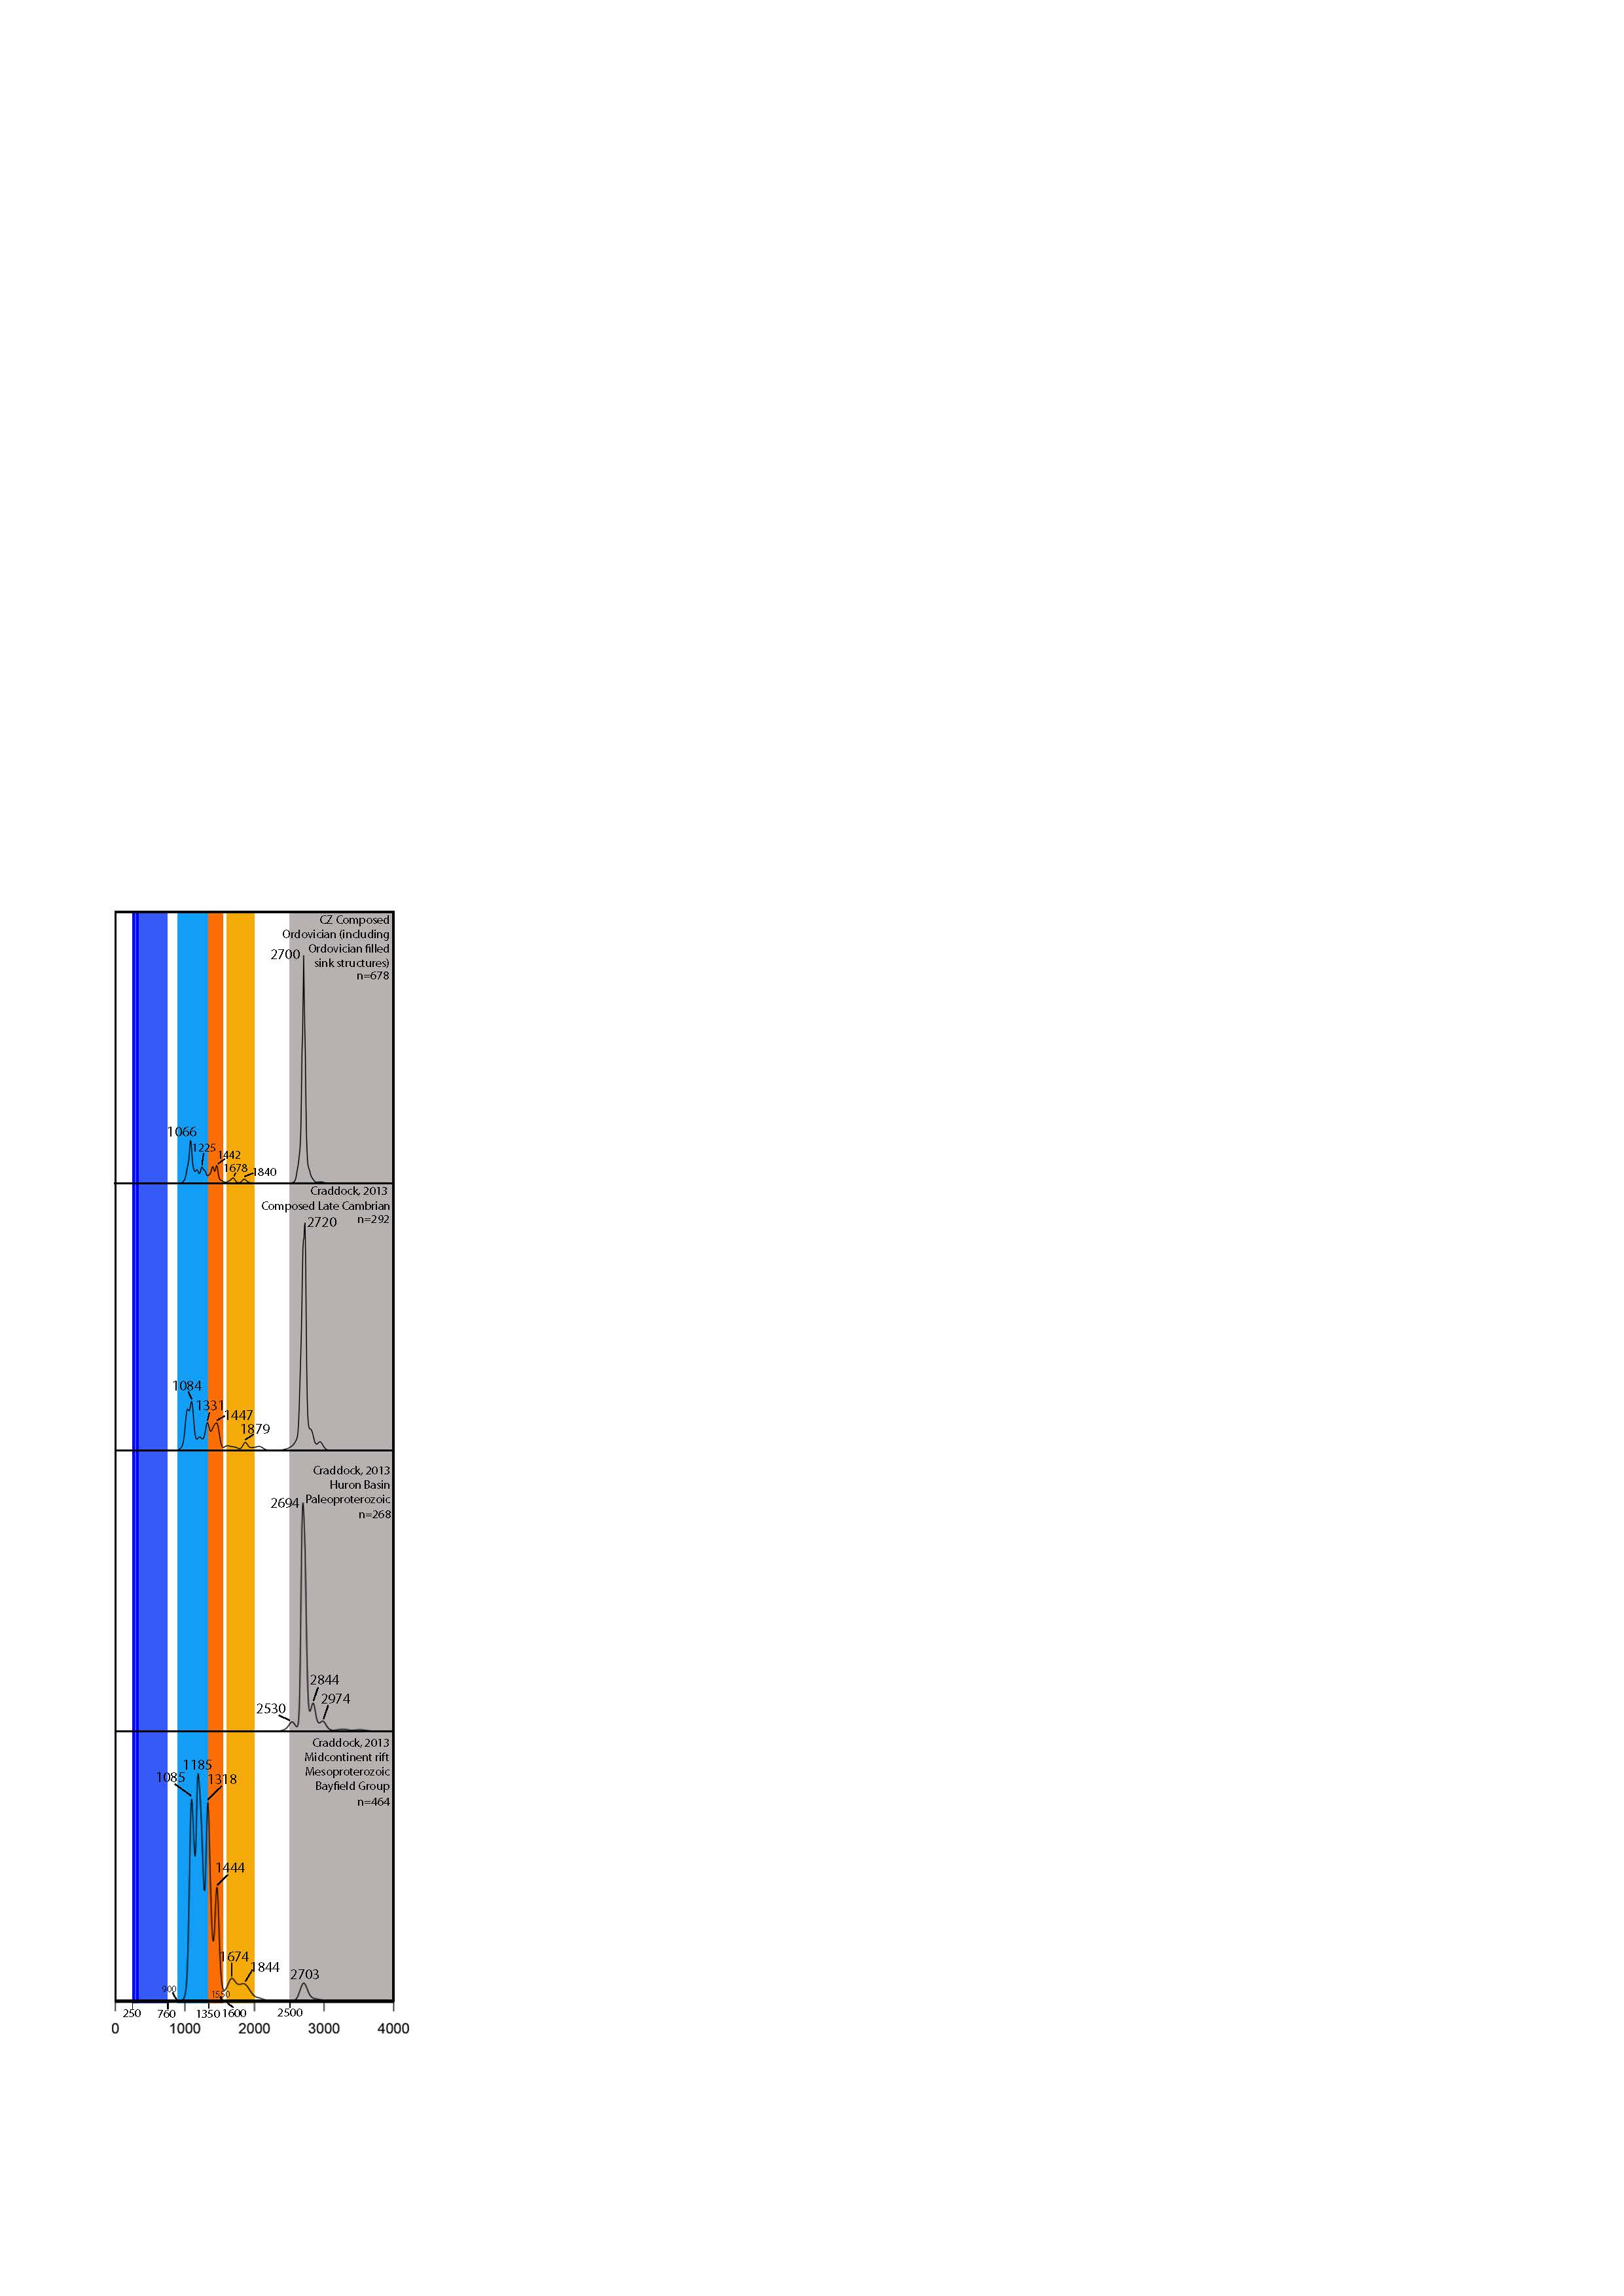 CZ Composed
Ordovician (including
Ordovician filled
sink structures)
n=678
2700
1066
1225
1442
1678
1840
Craddock, 2013
Composed Late Cambrian
n=292
2720
1084
1331
1447
1879
Craddock, 2013
Huron Basin
Paleoproterozoic
n=268
2694
2844
2974
2530
Craddock, 2013
Midcontinent rift
Mesoproterozoic
Bayfield Group
n=464
1185
1085
1318
1444
1674
1844
2703
900
1550
250 760 1350 1600 2500
0 1000 2000 3000 4000